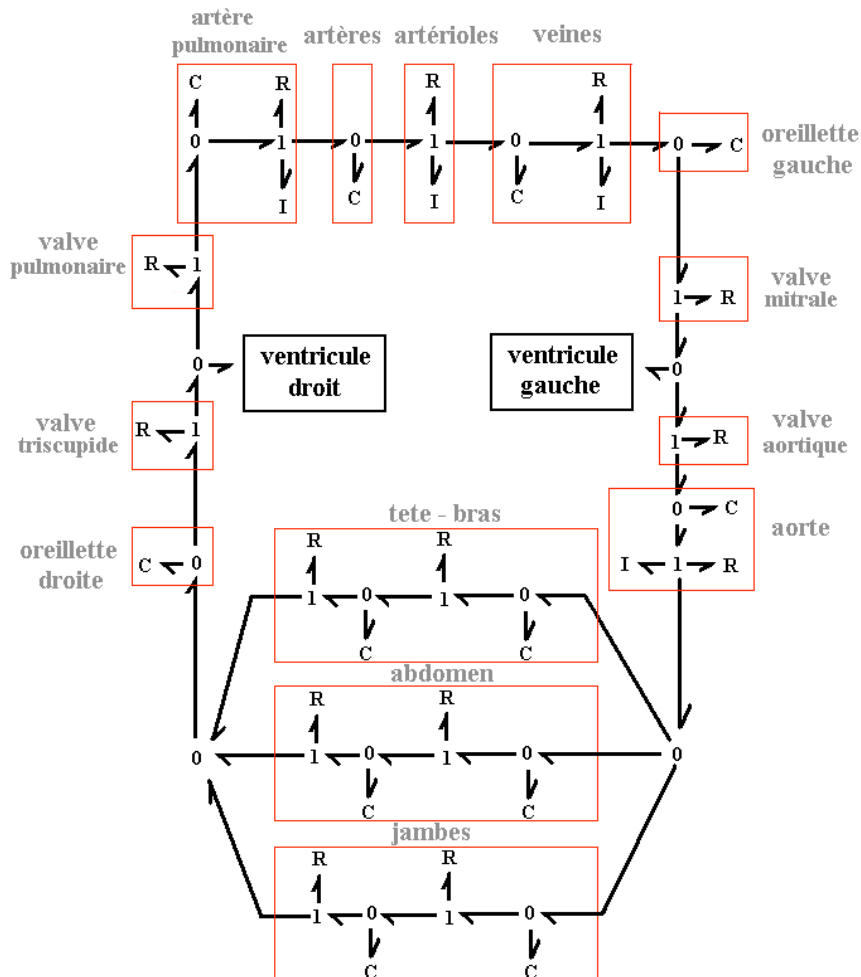 artère
pulmonaire
artères
artérioles
veines
C R R R
0 1 0 1 0 1 0 C
I C I C I
oreillette
gauche
valve
pulmonaire
R 1
1 R
valve
mitrale
0
ventricule
droit
ventricule
gauche
0
valve
triscupide
R 1
1 R
valve
aortique
tete - bras
0 C
aorte
oreillette
droite
C 0
R R
I 1 R
1 0 1 0
C C
abdomen
R R
0 1 0 1 0 0
C C
jambes
R R
1 0 1 0
C C